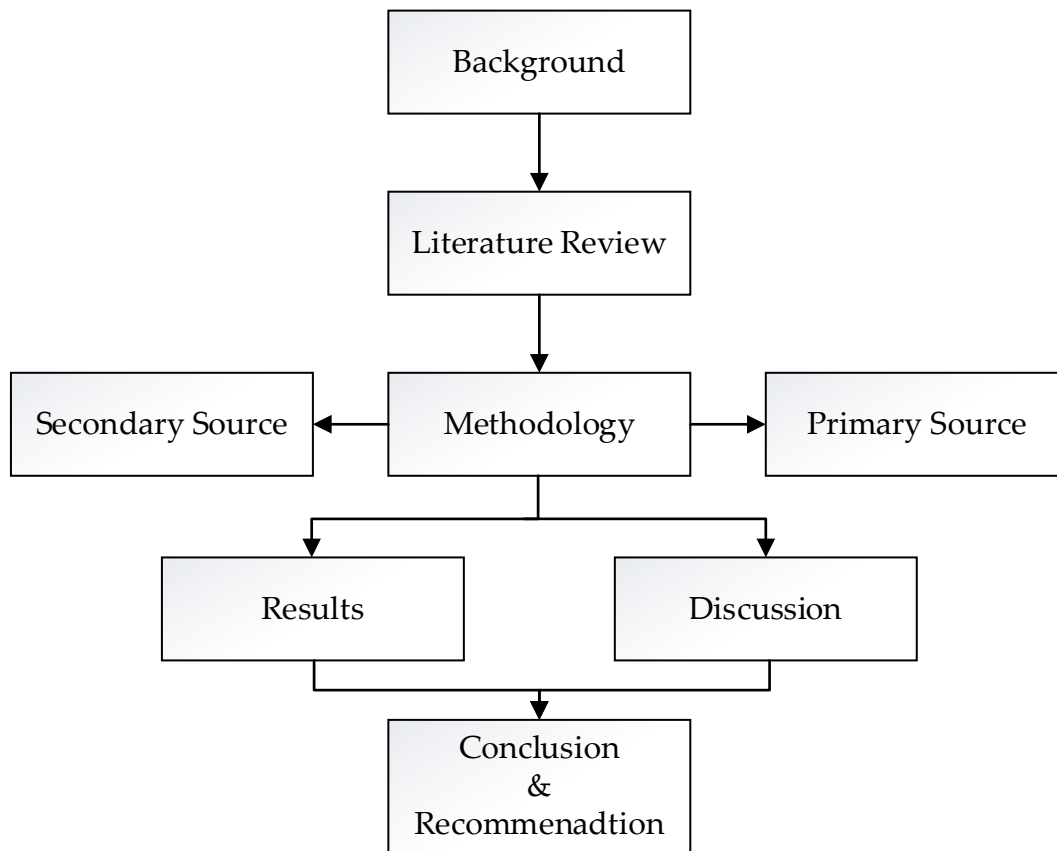 Background
Literature Review
Secondary Source
Methodology
Primary Source
Results
Discussion
Conclusion
&
Recommenadtion